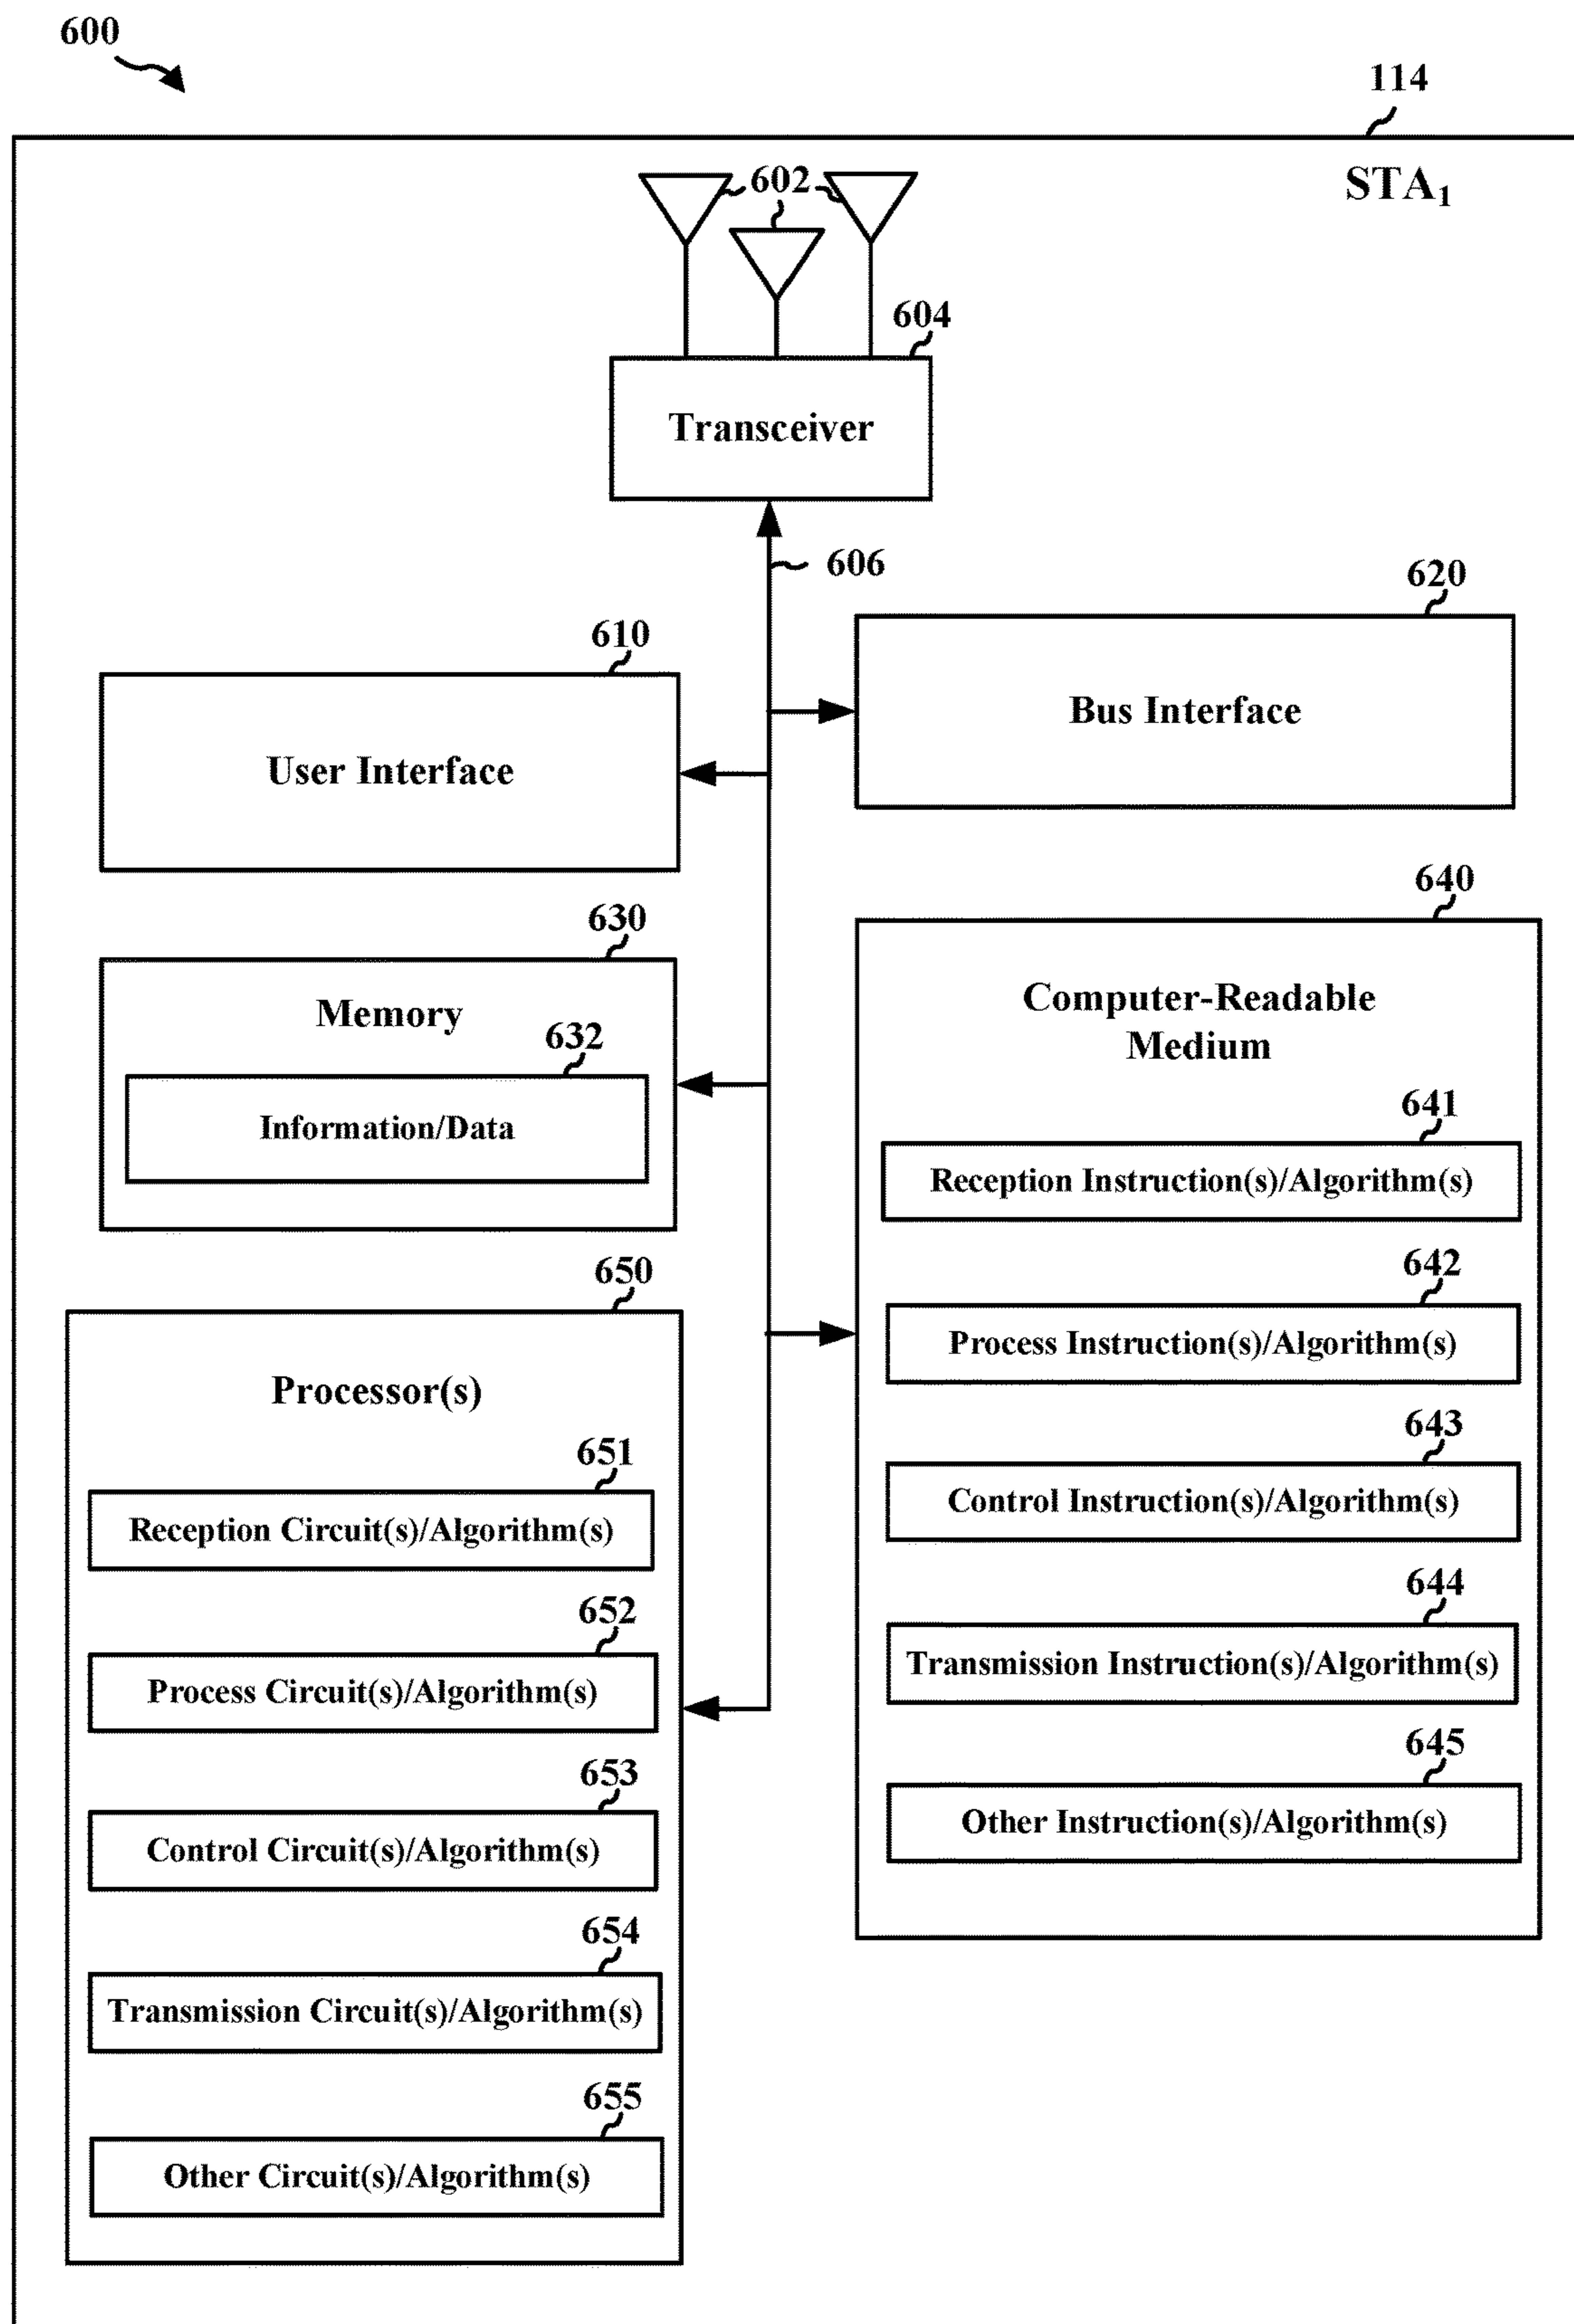 600
114
STA₁
602
604
Transceiver
606
620
Bus Interface
610
User Interface
630
Memory
632
Information/Data
640
Computer-Readable
Medium
641
Reception Instruction(s)/Algorithm(s)
642
Process Instruction(s)/Algorithm(s)
643
Control Instruction(s)/Algorithm(s)
644
Transmission Instruction(s)/Algorithm(s)
645
Other Instruction(s)/Algorithm(s)
650
Processor(s)
651
Reception Circuit(s)/Algorithm(s)
652
Process Circuit(s)/Algorithm(s)
653
Control Circuit(s)/Algorithm(s)
654
Transmission Circuit(s)/Algorithm(s)
655
Other Circuit(s)/Algorithm(s)